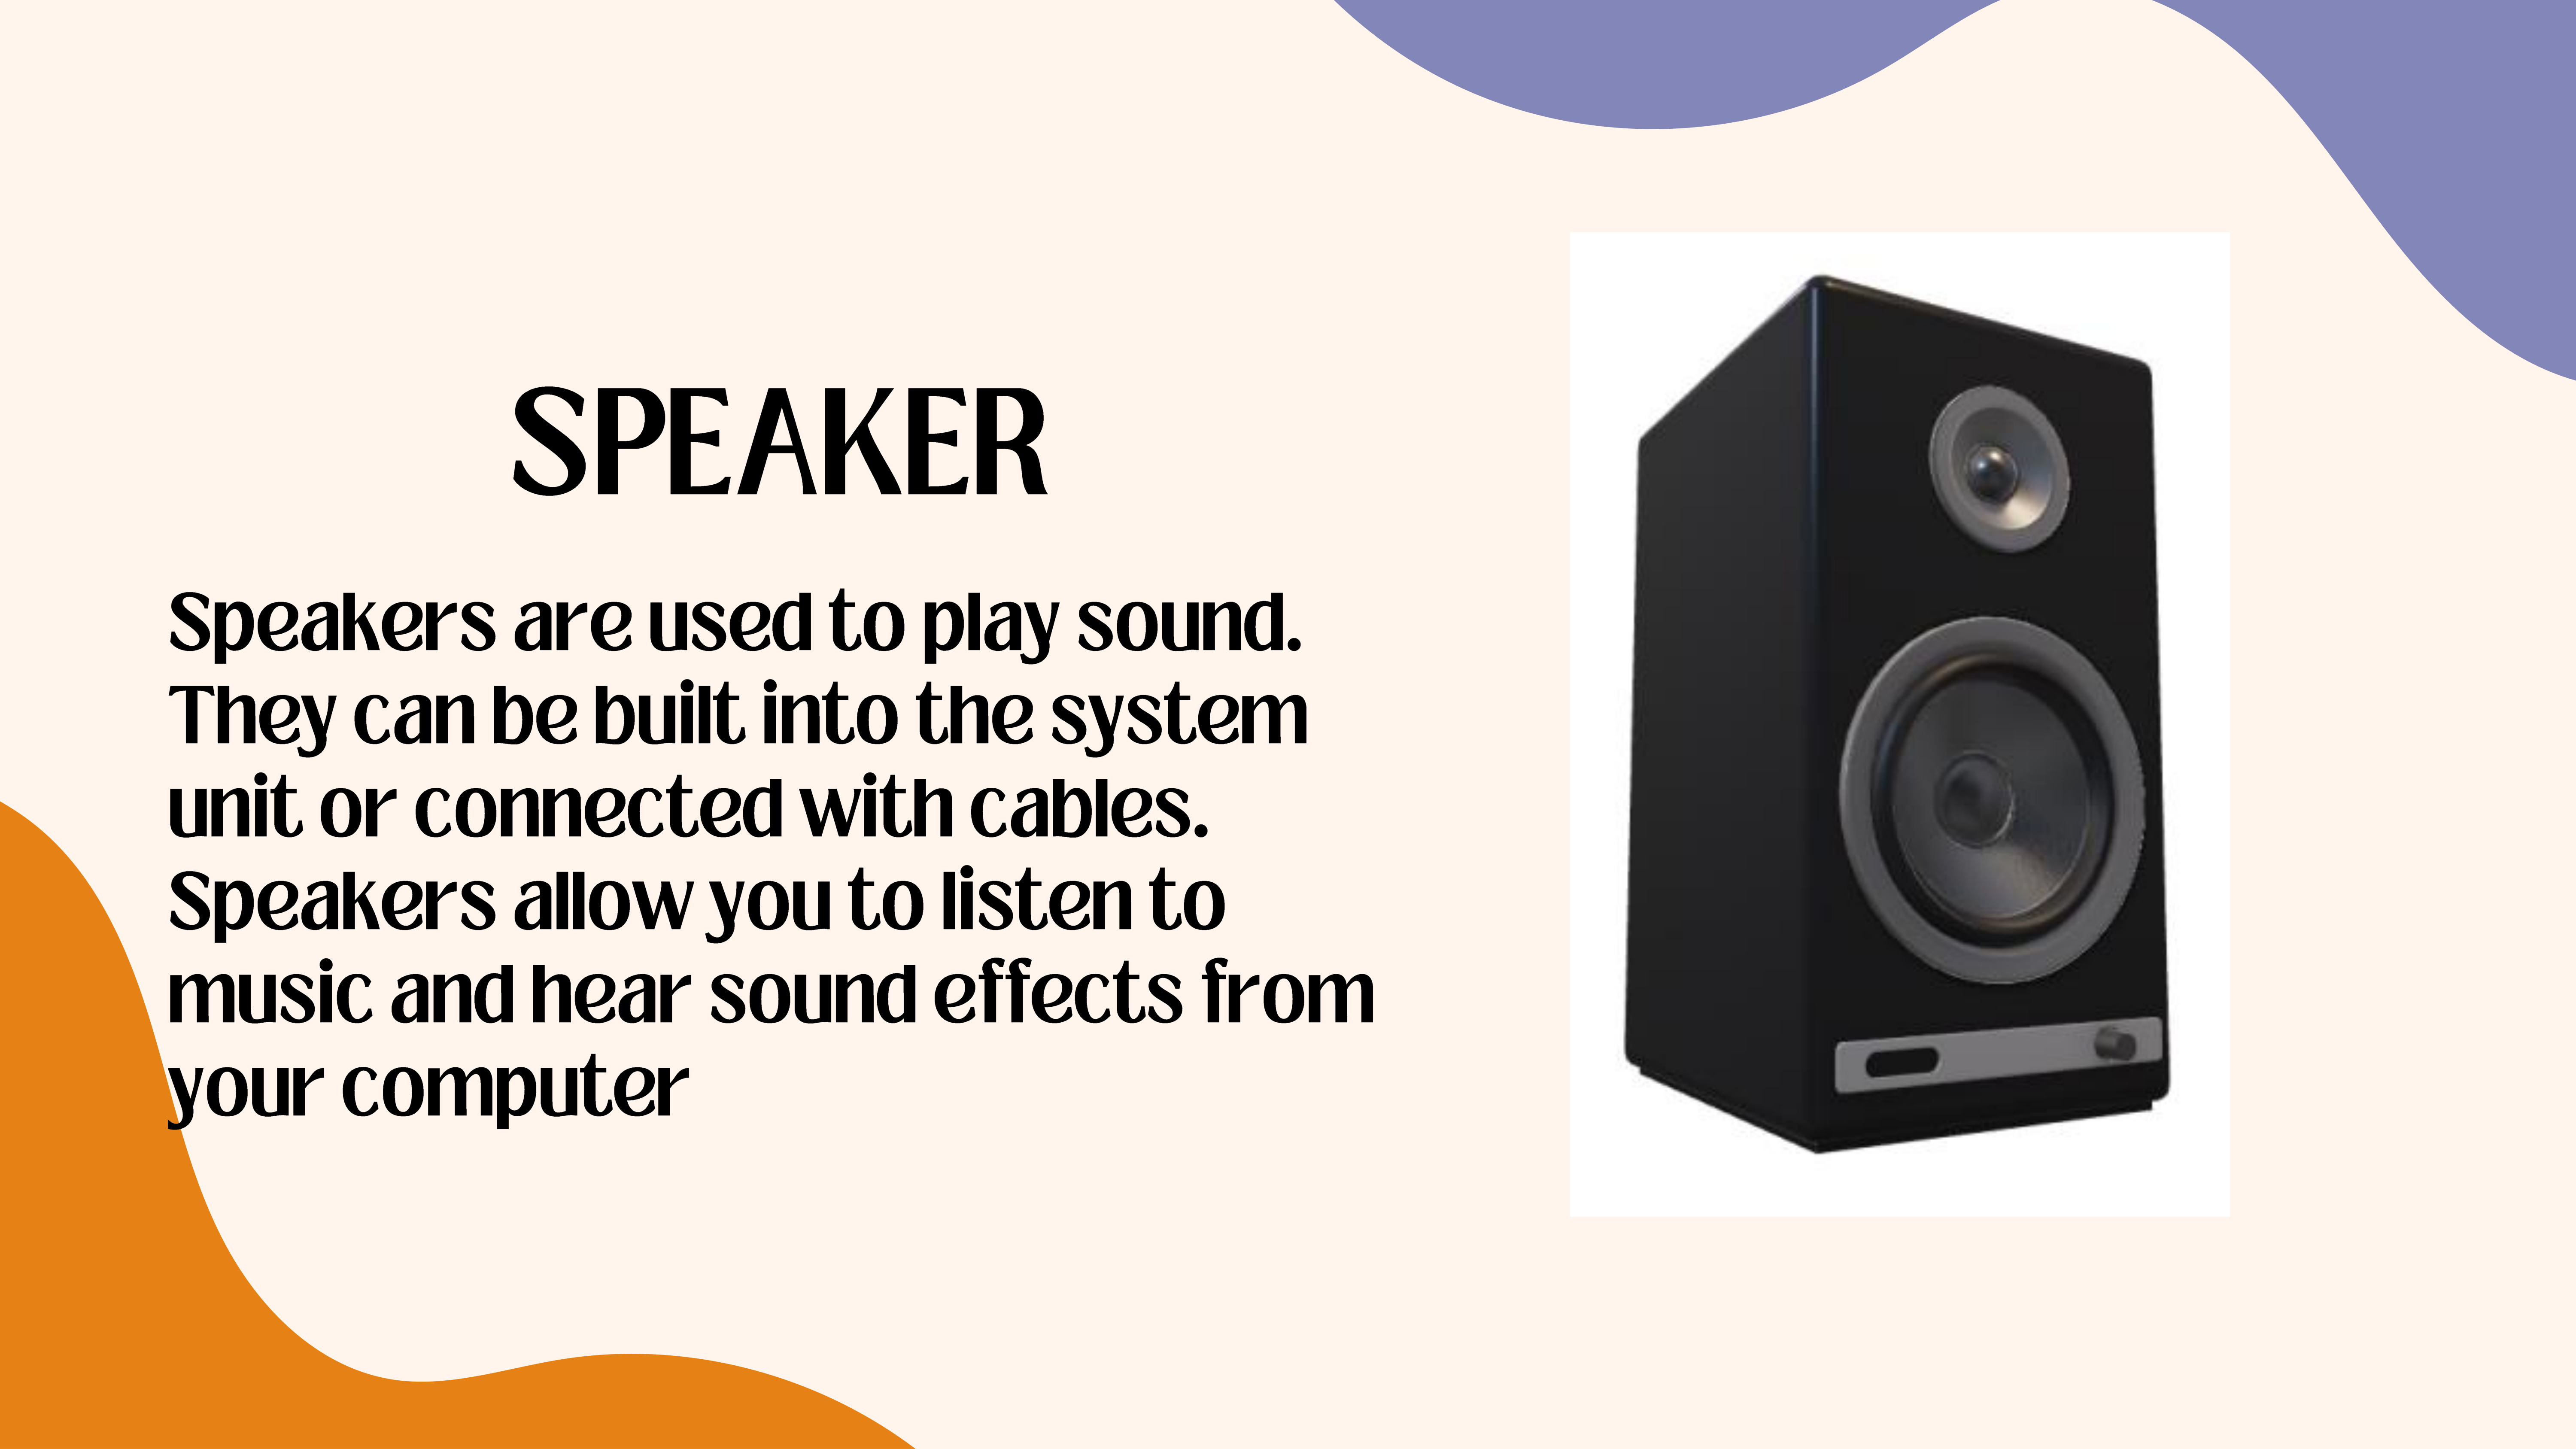 SPEAKER
Speakers are used to play sound.
They can be built into the system
unit or connected with cables.
Speakers allow you to listen to
music and hear sound effects from
your computer